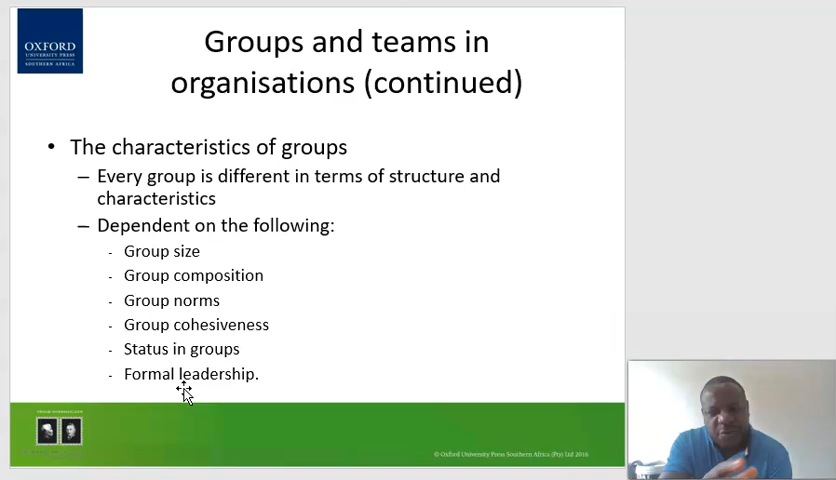 OXFORD
UNIVERSITY PRESS
SOUTHERN AFRICA
Groups and teams in
organisations (continued)
• The characteristics of groups
– Every group is different in terms of structure and
characteristics
– Dependent on the following:
- Group size
- Group composition
- Group norms
- Group cohesiveness
- Status in groups
- Formal leadership.
© Oxford University Press Southern Africa (Pty) Ltd 2016